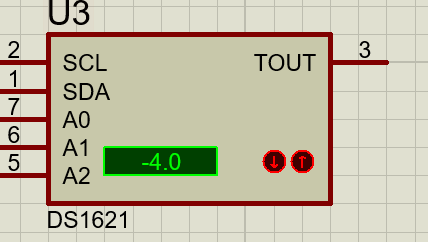 U3
2 SCL TOUT 3
1 SDA
7 A0
6 A1
-4.0
5 A2
DS1621